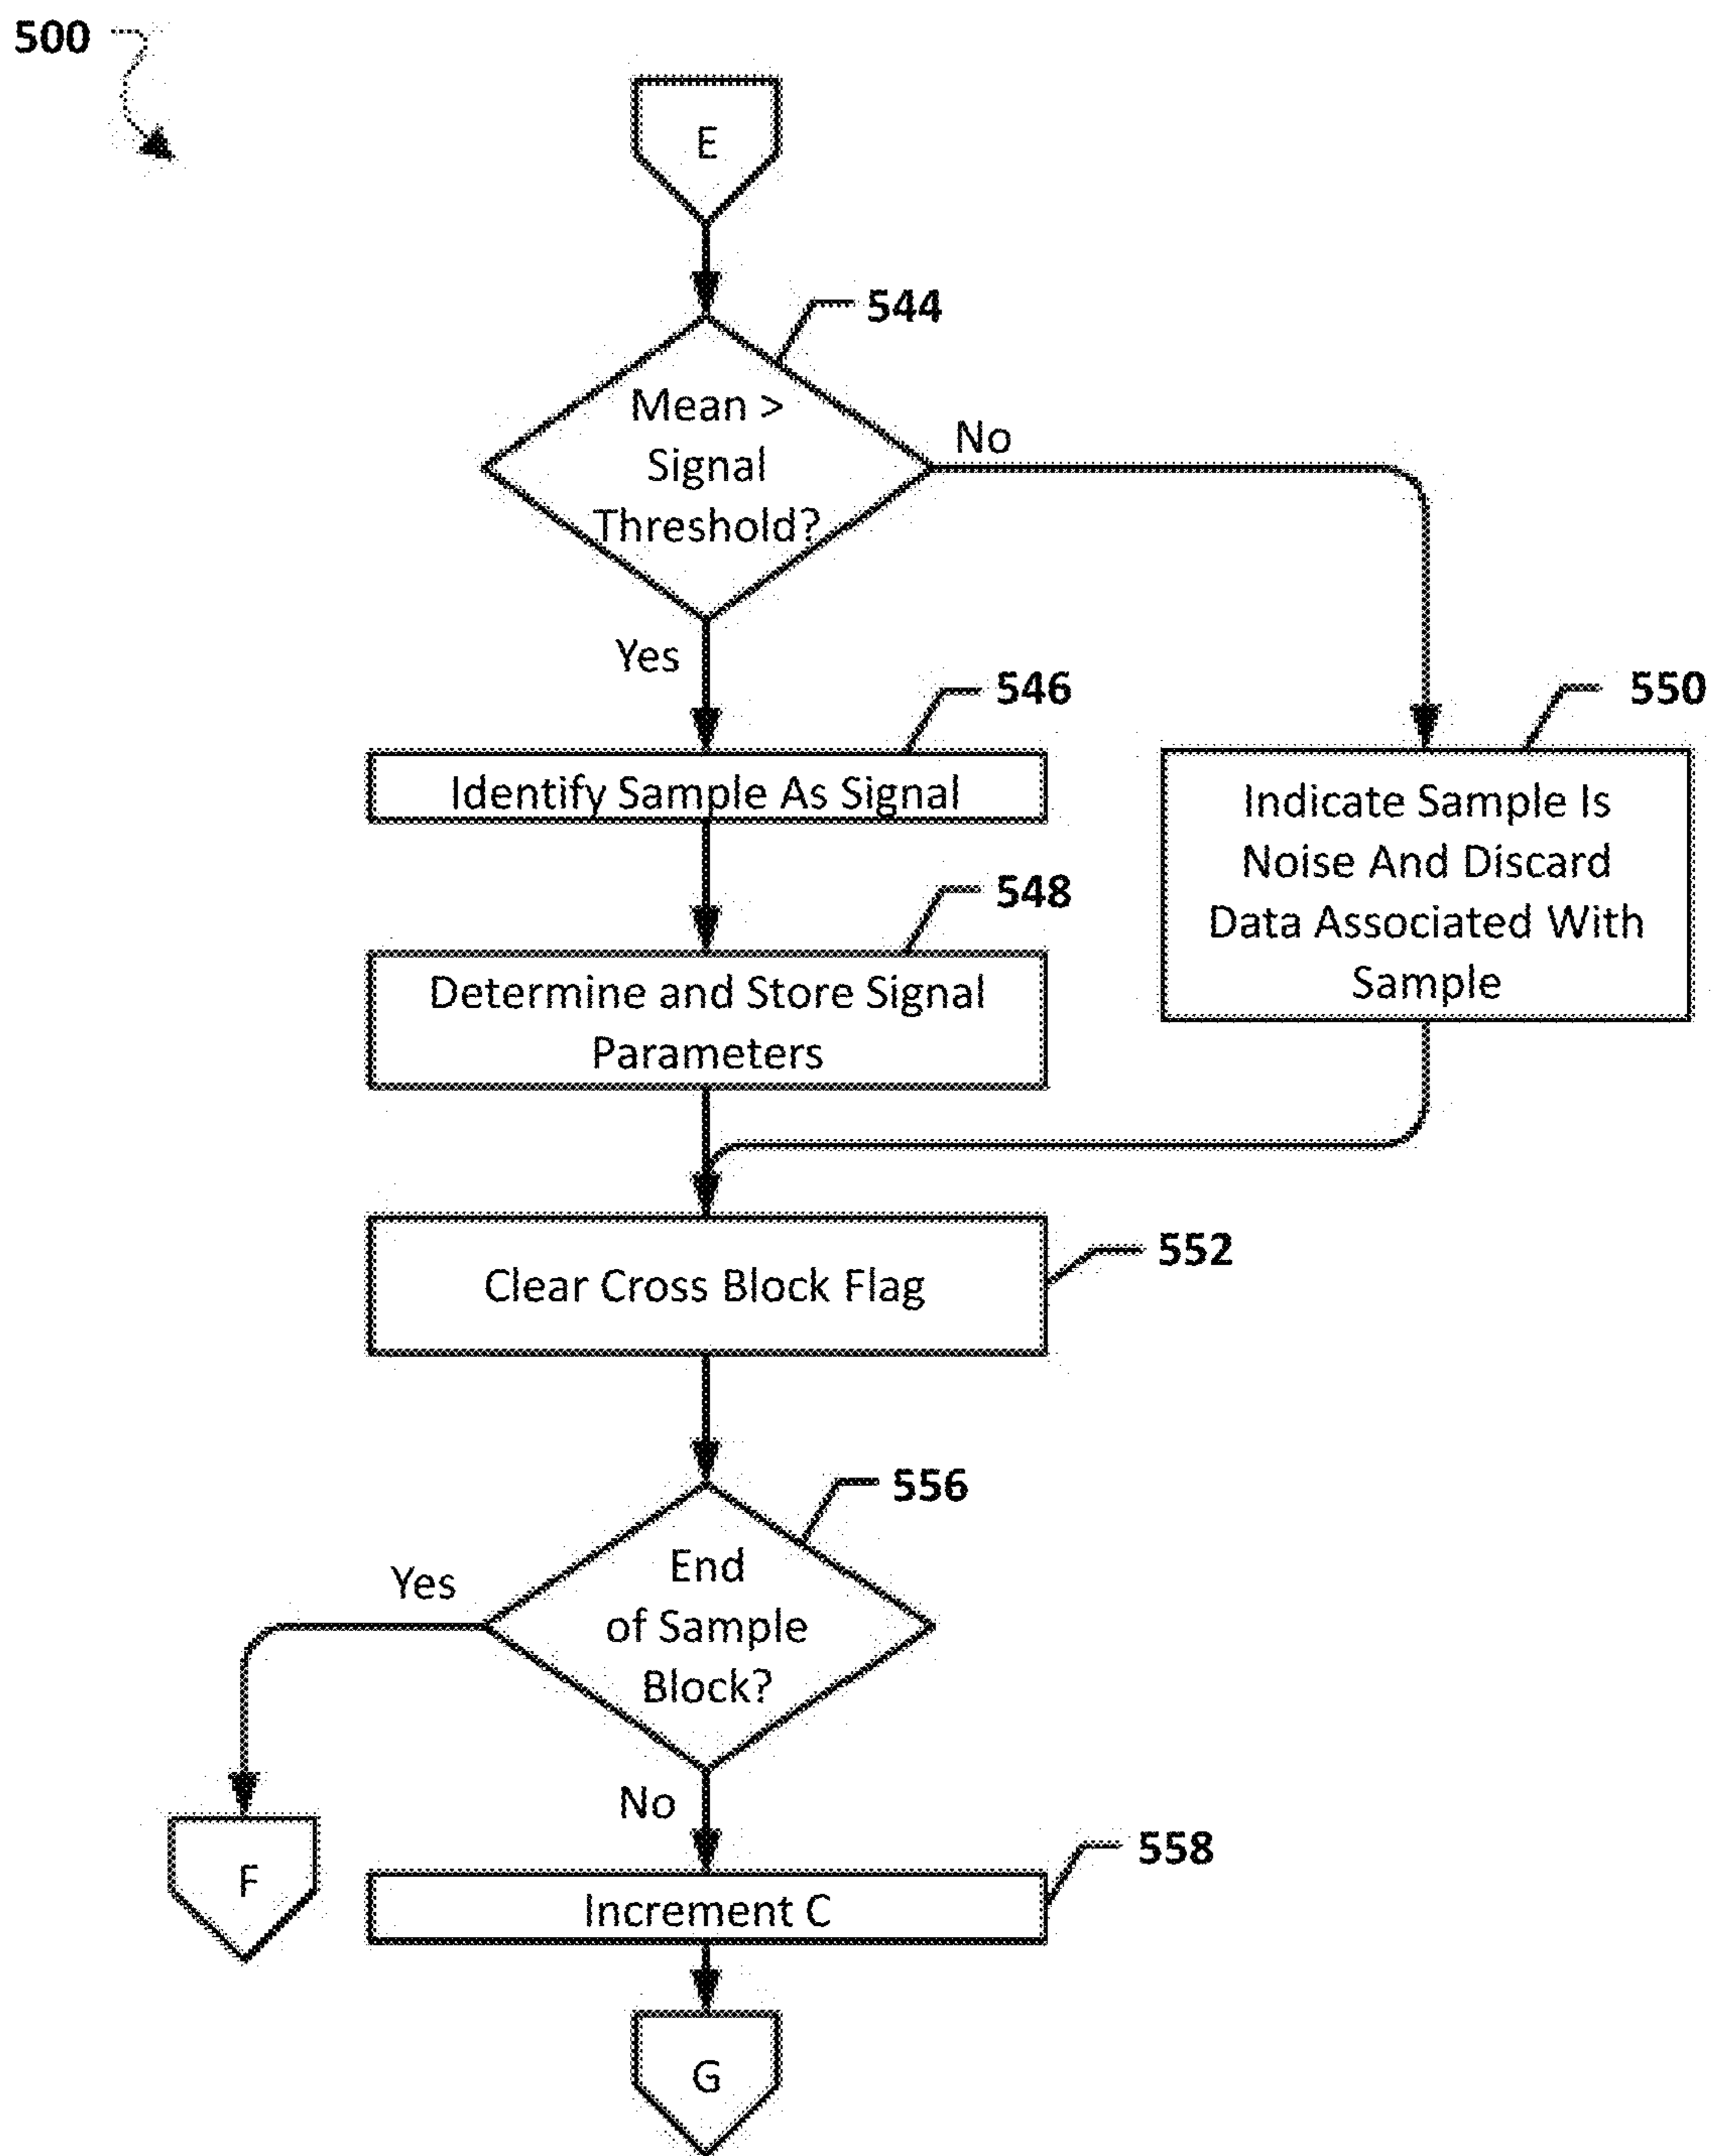 500
E
544
Mean >
Signal
Threshold?
No
Yes
546
Identify Sample As Signal
550
Indicate Sample Is
Noise And Discard
Data Associated With
Sample
548
Determine and Store Signal
Parameters
552
Clear Cross Block Flag
556
End
of Sample
Block?
Yes
No
F
558
Increment C
G